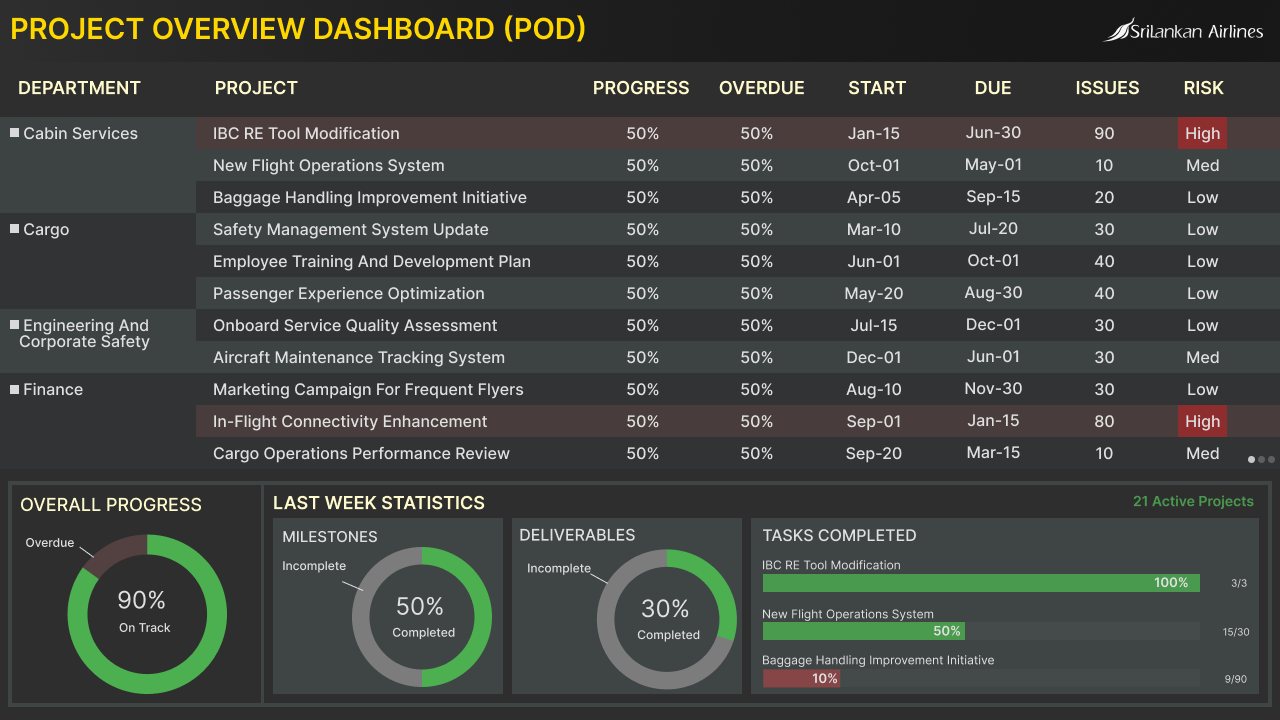 PROJECT OVERVIEW DASHBOARD (POD)
SriLankan Airlines
DEPARTMENT PROJECT PROGRESS OVERDUE START DUE ISSUES RISK
Cabin Services IBC RE Tool Modification 50% 50% Jan-15 Jun-30 90 High
New Flight Operations System 50% 50% Oct-01 May-01 10 Med
Baggage Handling Improvement Initiative 50% 50% Apr-05 Sep-15 20 Low
Cargo Safety Management System Update 50% 50% Mar-10 Jul-20 30 Low
Employee Training And Development Plan 50% 50% Jun-01 Oct-01 40 Low
Passenger Experience Optimization 50% 50% May-20 Aug-30 40 Low
Engineering And Onboard Service Quality Assessment 50% 50% Jul-15 Dec-01 30 Low
Corporate Safety
Aircraft Maintenance Tracking System 50% 50% Dec-01 Jun-01 30 Med
Finance Marketing Campaign For Frequent Flyers 50% 50% Aug-10 Nov-30 30 Low
In-Flight Connectivity Enhancement 50% 50% Sep-01 Jan-15 80 High
Cargo Operations Performance Review 50% 50% Sep-20 Mar-15 10 Med
OVERALL PROGRESS
Overdue
90%
On Track
LAST WEEK STATISTICS
21 Active Projects
MILESTONES
Incomplete
50%
Completed
DELIVERABLES
Incomplete
30%
Completed
TASKS COMPLETED
IBC RE Tool Modification
100% 3/3
New Flight Operations System
50% 15/30
Baggage Handling Improvement Initiative
10% 9/90